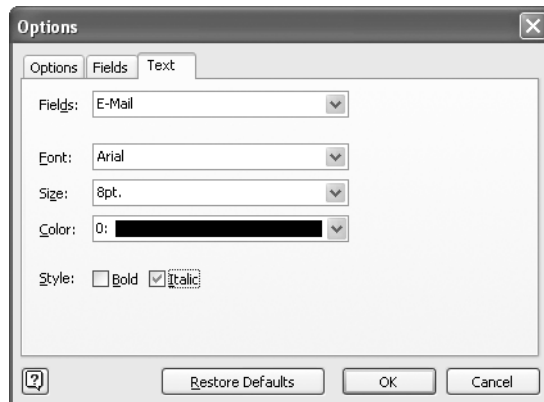 Options
Options Fields Text
Fields: E-Mail
Font: Arial
Size: 8pt.
Color: 0:
Style: Bold Italic
? Restore Defaults OK Cancel